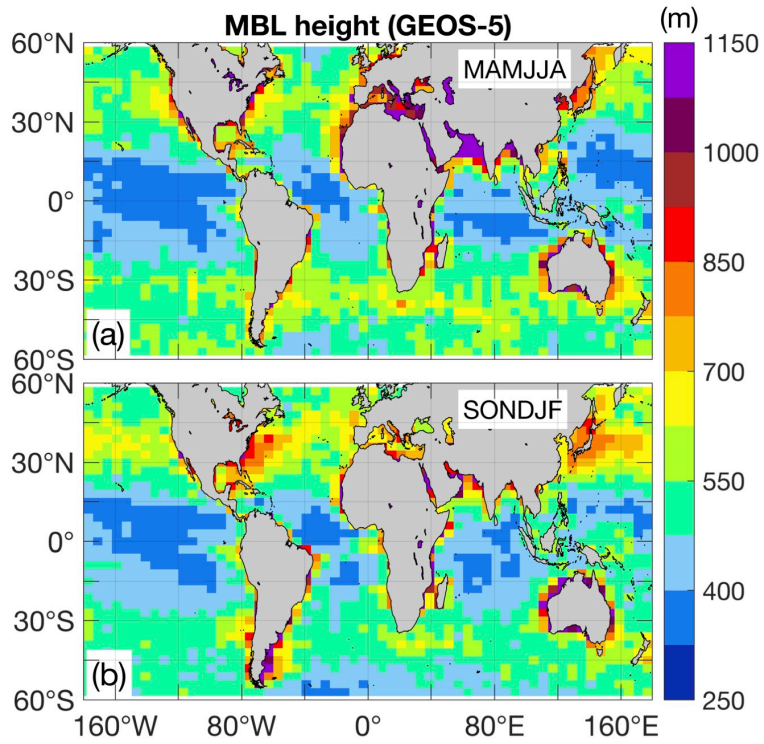 MBL height (GEOS-5)
(m)
60°N
30°N
0°
30°S
60°S
MAMJJA
(a)
60°N
30°N
0°
30°S
60°S
SONDJF
(b)
160°W 80°W 0° 80°E 160°E
1150
1000
850
700
550
400
250